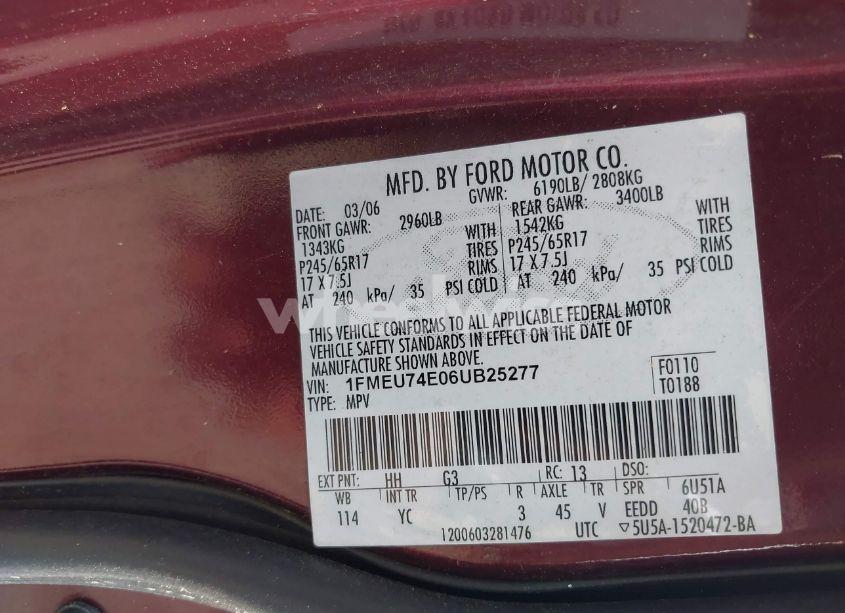 MFD. BY FORD MOTOR CO.
DATE: 03/06 GVWR: 6190LB/ 2808KG
FRONT GAWR: 2960LB REAR GAWR: 3400LB
1343KG WITH 1542KG WITH
P245/65R17 TIRES P245/65R17 TIRES
17 X 7.5J RIMS 17 X 7.5J RIMS
AT 240 kPa/ 35 PSI COLD AT 240 kPa/ 35 PSI COLD
THIS VEHICLE CONFORMS TO ALL APPLICABLE FEDERAL MOTOR
VEHICLE SAFETY STANDARDS IN EFFECT ON THE DATE OF
MANUFACTURE SHOWN ABOVE.
VIN: 1FMEU74E06UB25277 F0110
TYPE: MPV T0188
EXT PNT: HH G3 RC: 13 DSO:
WB INT TR TP/PS R AXLE TR SPR 6U51A
114 YC 3 45 V EEDD 40B
1200603281476 UTC ▽5U5A-1520472-BA